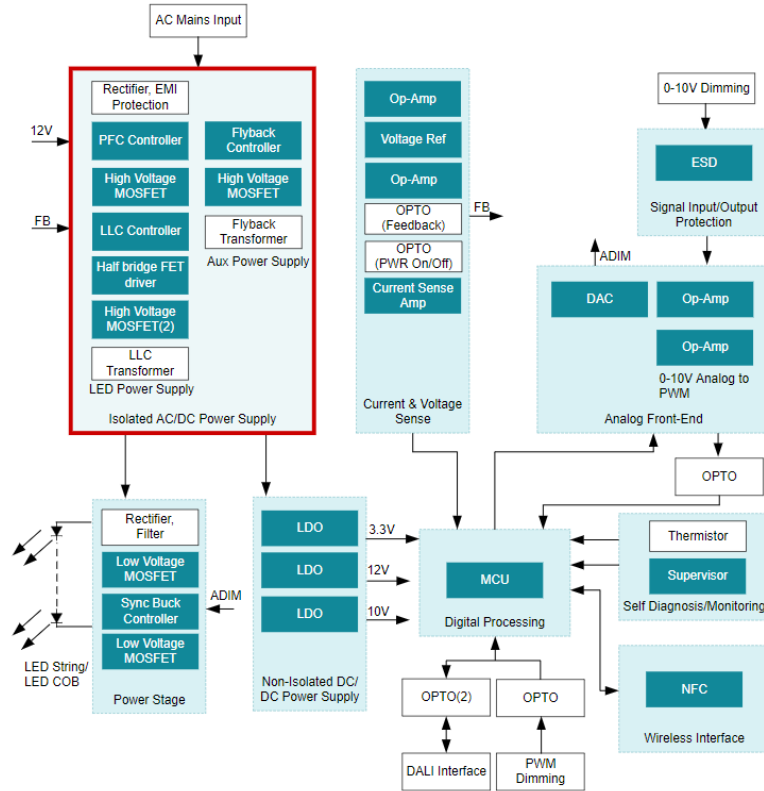 AC Mains Input
Rectifier, EMI
Protection
12V
PFC Controller
Flyback
Controller
High Voltage
MOSFET
High Voltage
MOSFET
FB
LLC Controller
Flyback
Transformer
Aux Power Supply
Half bridge FET
driver
High Voltage
MOSFET(2)
LLC
Transformer
LED Power Supply
Isolated AC/DC Power Supply
Op-Amp
Voltage Ref
Op-Amp
OPTO
(Feedback)
FB
OPTO
(PWR On/Off)
Current Sense
Amp
Current & Voltage
Sense
0-10V Dimming
ESD
Signal Input/Output
Protection
ADIM
DAC
Op-Amp
Op-Amp
0-10V Analog to
PWM
Analog Front-End
OPTO
Rectifier,
Filter
Low Voltage
MOSFET
Sync Buck
Controller
ADIM
Low Voltage
MOSFET
LED String/
LED COB
Power Stage
LDO
3.3V
LDO
12V
LDO
10V
Non-Isolated DC/
DC Power Supply
MCU
Digital Processing
Thermistor
Supervisor
Self Diagnosis/Monitoring
OPTO(2)
OPTO
DALI Interface
PWM
Dimming
NFC
Wireless Interface